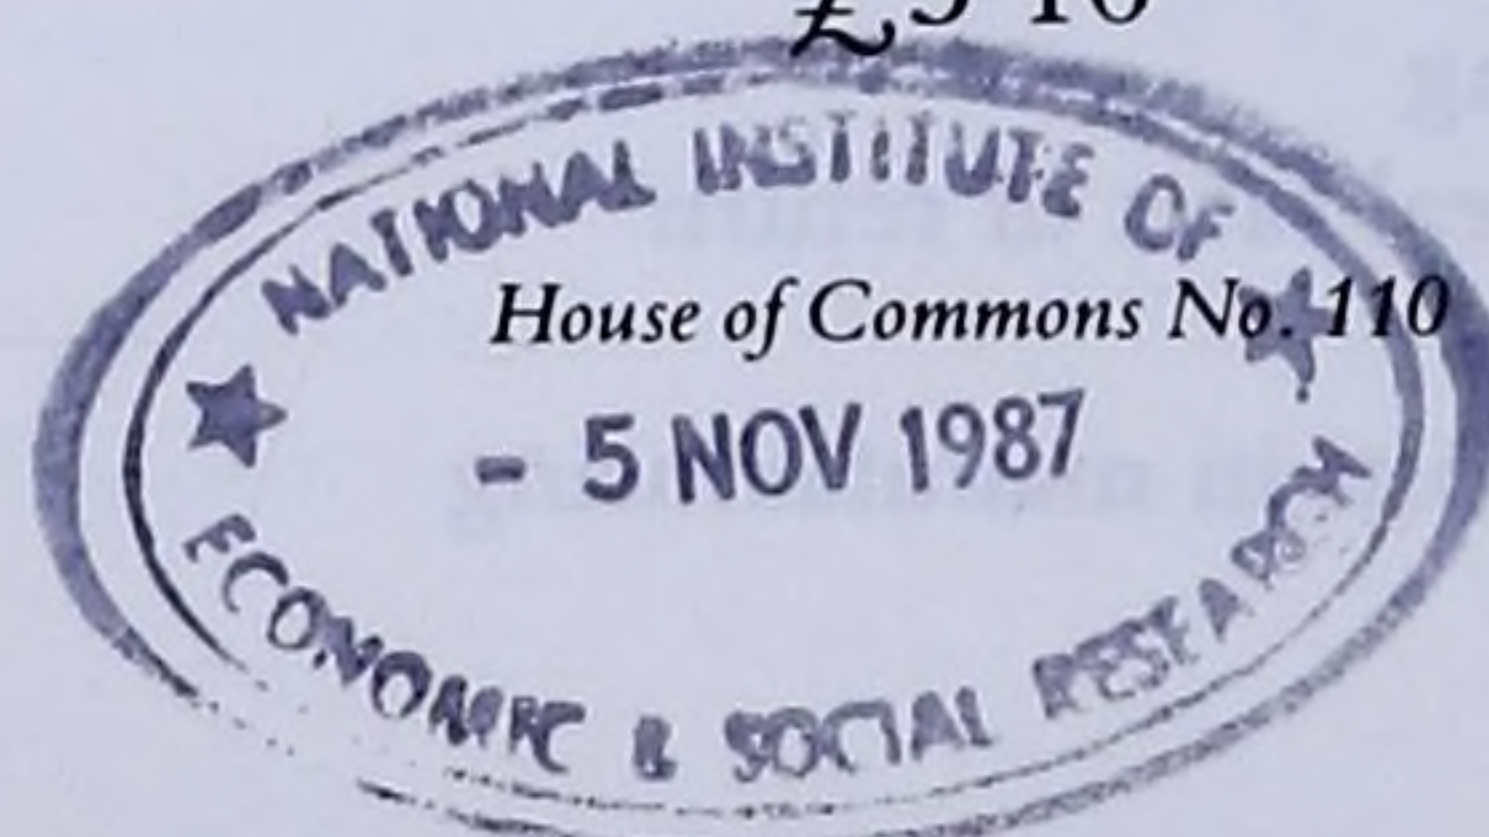 NATIONAL INSTITUTE OF
House of Commons No. 110
- 5 NOV 1987
ECONOMIC & SOCIAL RESEARCH